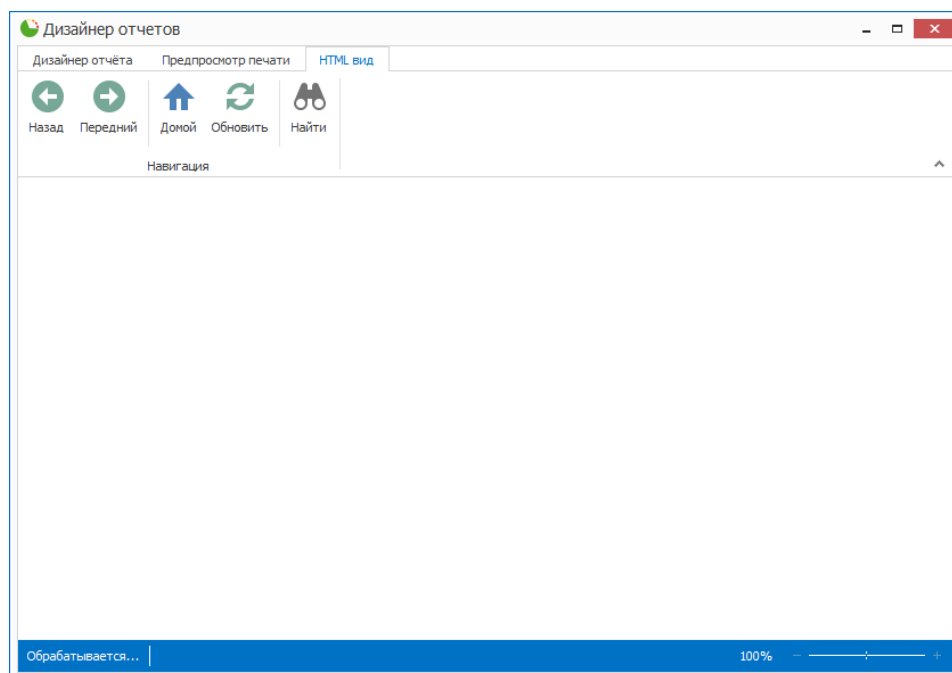 Дизайнер отчетов
Дизайнер отчёта Предпросмотр печати HTML вид
Назад Передний Домой Обновить Найти
Навигация
Обрабатывается... 100%